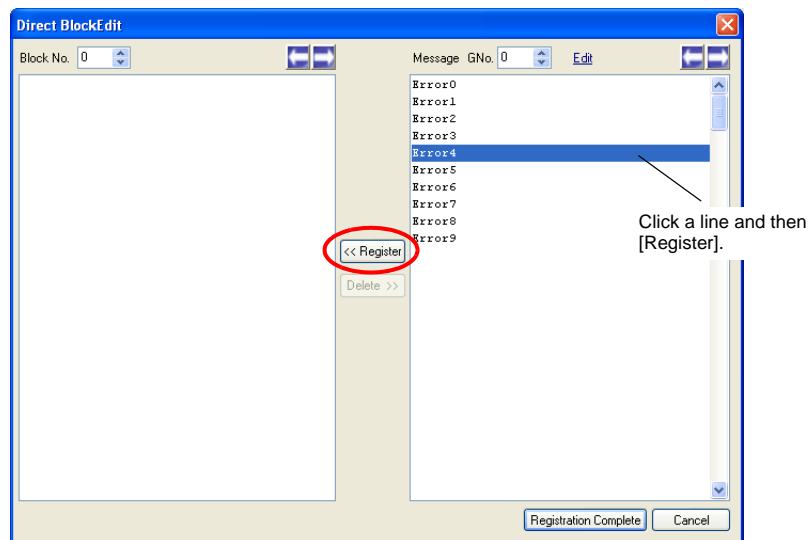 Direct BlockEdit
Block No. 0 Message GNo. 0 Edit
Error0
Error1
Error2
Error3
Error4
Error5
Error6
Error7
Error8
Error9
Click a line and then
[Register].
<< Register
Delete >>
Registration Complete Cancel